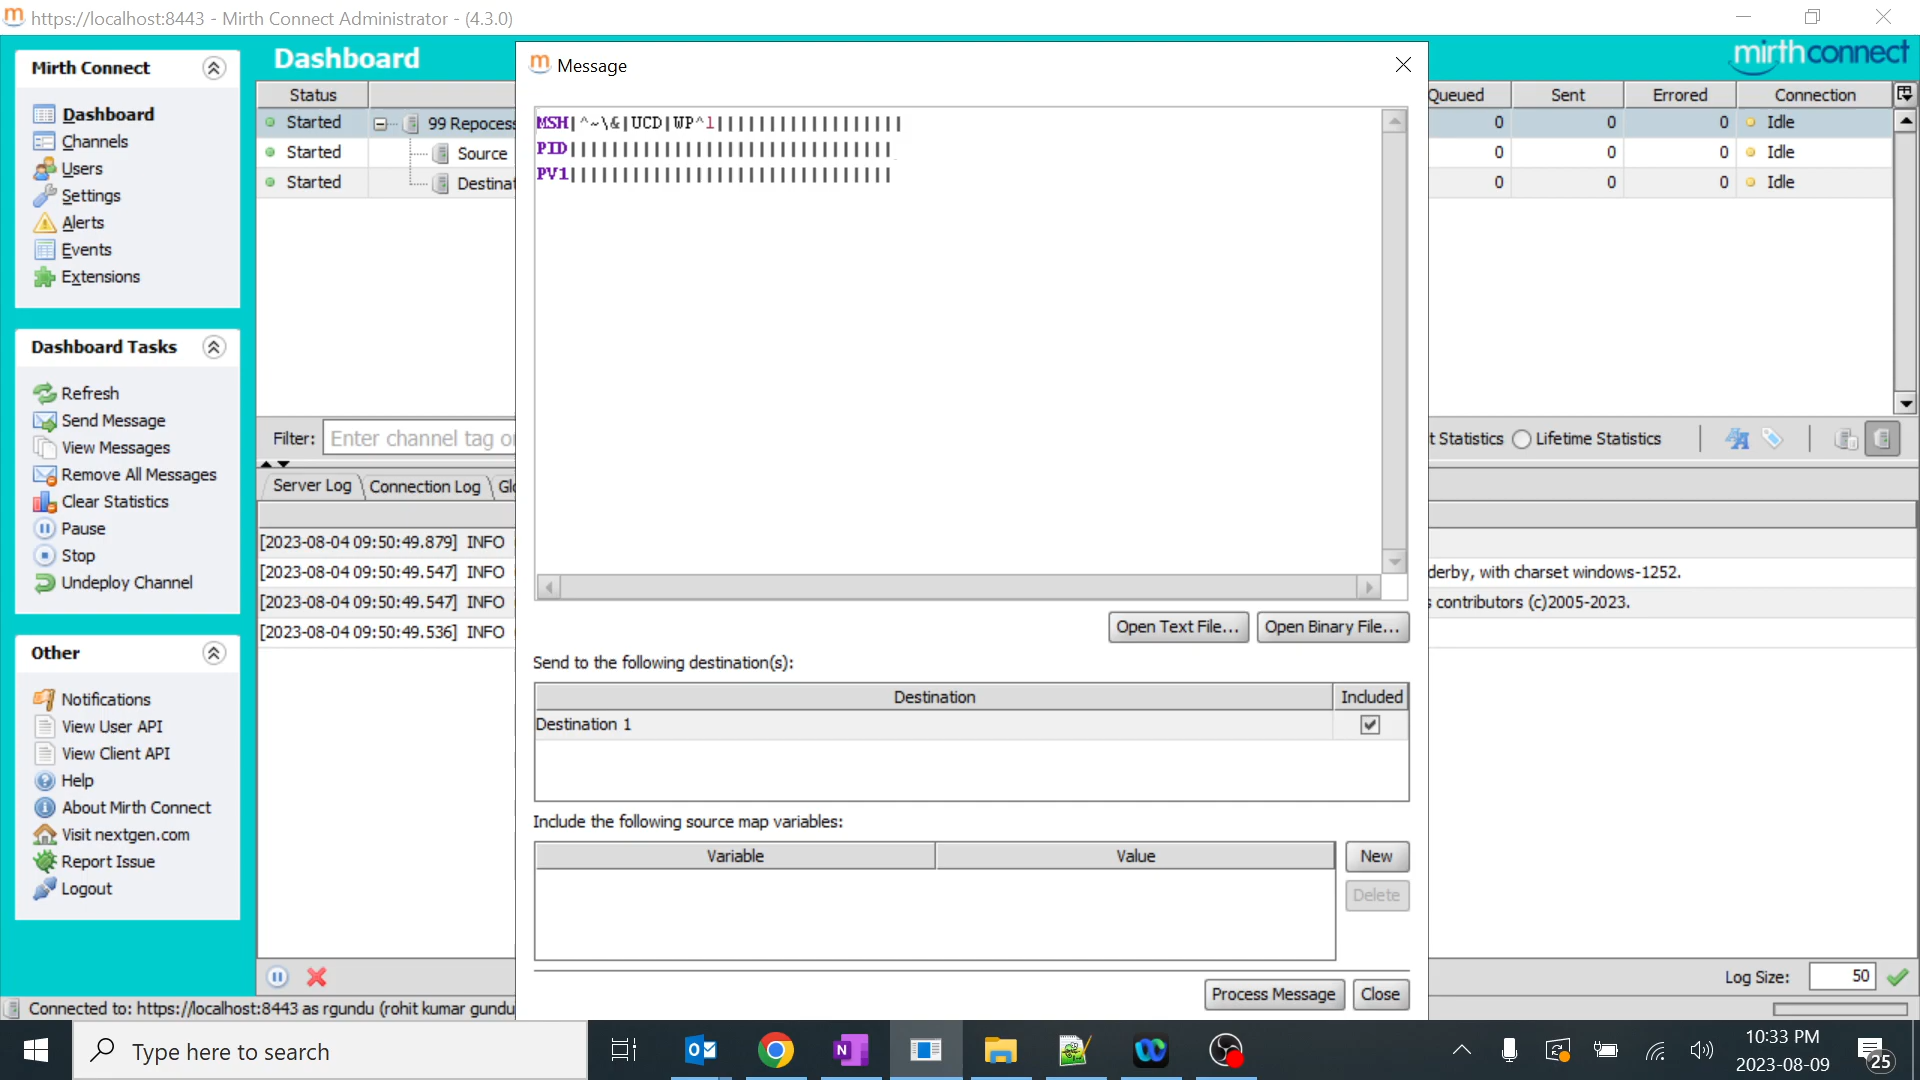 https://localhost:8443 - Mirth Connect Administrator - (4.3.0)
Mirth Connect
Dashboard
Channels
Users
Settings
Alerts
Events
Extensions
Dashboard Tasks
Refresh
Send Message
View Messages
Remove All Messages
Clear Statistics
Pause
Stop
Undeploy Channel
Other
Notifications
View User API
View Client API
Help
About Mirth Connect
Visit nextgen.com
Report Issue
Logout
Dashboard
mirthconnect
Status
Started 99 Reprocess
Started Source
Started Destinat
Filter: Enter channel tag o
Server Log Connection Log Glo
[2023-08-04 09:50:49.879] INFO
[2023-08-04 09:50:49.547] INFO
[2023-08-04 09:50:49.547] INFO
[2023-08-04 09:50:49.536] INFO
Message
MSH|^~\&|UCD|WP^1||||||||||||||||||
PID|||||||||||||||||||||||||||||||
PV1|||||||||||||||||||||||||||||||
Open Text File... Open Binary File...
Send to the following destination(s):
Destination Included
Destination 1
Include the following source map variables:
Variable Value
New
Delete
Process Message Close
Queued Sent Errored Connection
0 0 0 Idle
0 0 0 Idle
0 0 0 Idle
t Statistics Lifetime Statistics
derby, with charset windows-1252.
s contributors (c)2005-2023.
Log Size: 50
Connected to: https://localhost:8443 as rgundu (rohit kumar gundu
Type here to search
10:33 PM
2023-08-09
25